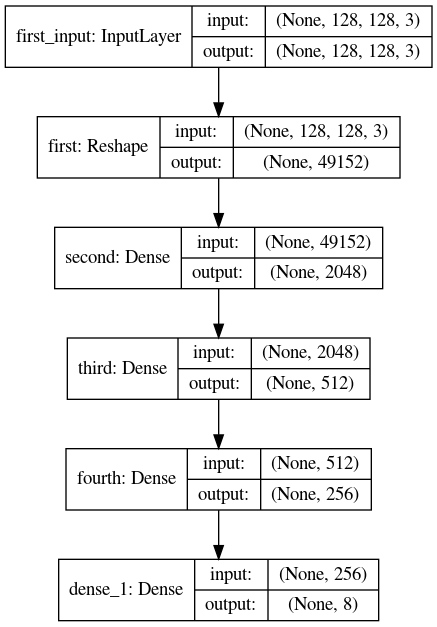 first_input: InputLayer
input:
(None, 128, 128, 3)
output:
(None, 128, 128, 3)
first: Reshape
input:
(None, 128, 128, 3)
output:
(None, 49152)
second: Dense
input:
(None, 49152)
output:
(None, 2048)
third: Dense
input:
(None, 2048)
output:
(None, 512)
fourth: Dense
input:
(None, 512)
output:
(None, 256)
dense_1: Dense
input:
(None, 256)
output:
(None, 8)